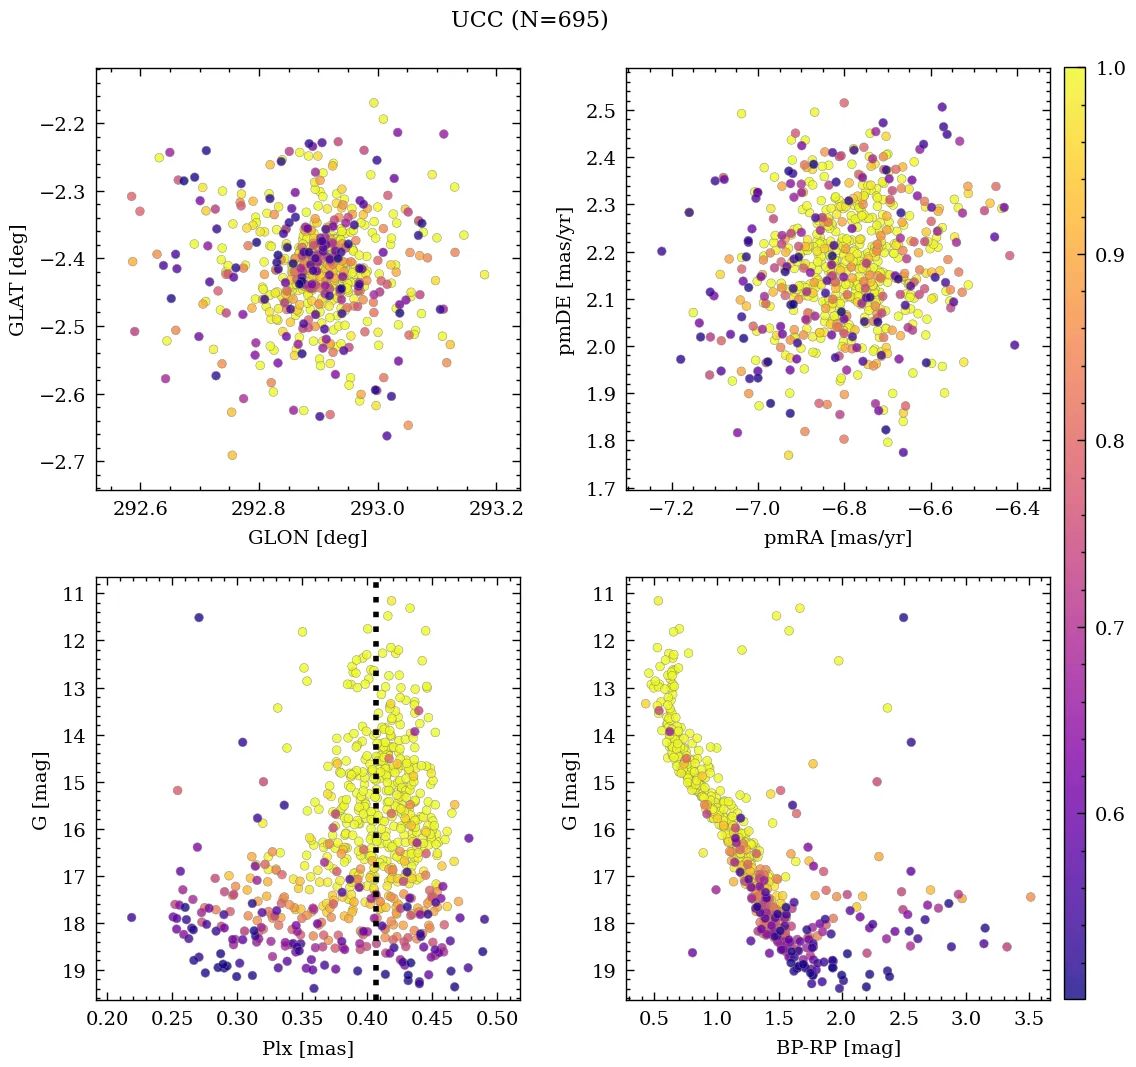 UCC (N=695)
−2.2
−2.3
−2.4
−2.5
−2.6
−2.7
GLAT [deg]
292.6 292.8 293.0 293.2
GLON [deg]
2.5
2.4
2.3
2.2
2.1
2.0
1.9
1.8
1.7
pmDE [mas/yr]
−7.2 −7.0 −6.8 −6.6 −6.4
pmRA [mas/yr]
1.0
0.9
0.8
0.7
0.6
11
12
13
14
15
16
17
18
19
G [mag]
0.20 0.25 0.30 0.35 0.40 0.45 0.50
Plx [mas]
11
12
13
14
15
16
17
18
19
G [mag]
0.5 1.0 1.5 2.0 2.5 3.0 3.5
BP-RP [mag]